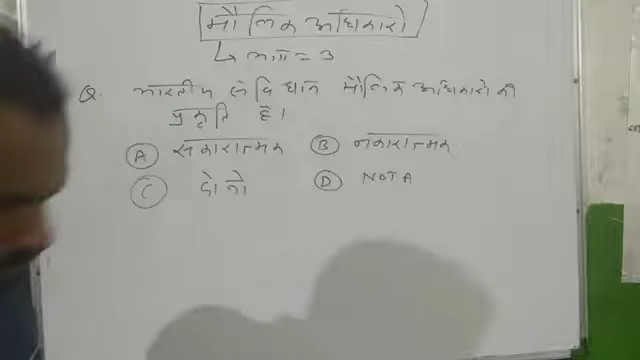 मौलिक अधिकारो
↳ भाग = 3
Q. भारतीय संविधान मौलिक अधिकारो की
प्रकृति है।
(A) सकारात्मक (B) नकारात्मक
(C) दोनो (D) NOTA